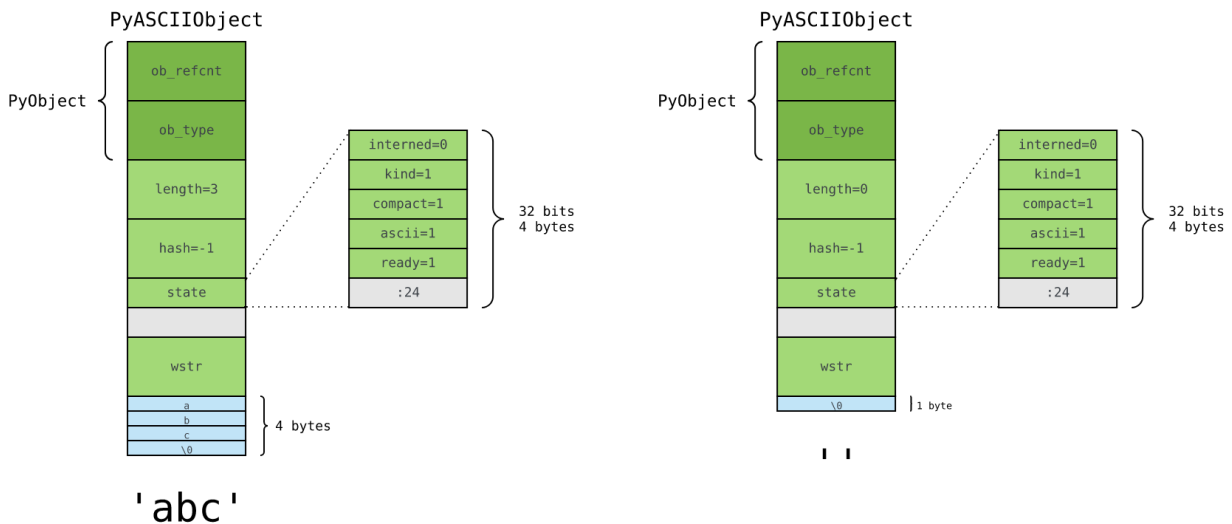 PyASCIIObject
PyObject
ob_refcnt
ob_type
length=3
hash=-1
state
wstr
a
b
c
\0
4 bytes
interned=0
kind=1
compact=1
ascii=1
ready=1
:24
32 bits
4 bytes
'abc'
PyASCIIObject
PyObject
ob_refcnt
ob_type
length=0
hash=-1
state
wstr
\0
1 byte
interned=0
kind=1
compact=1
ascii=1
ready=1
:24
32 bits
4 bytes
''